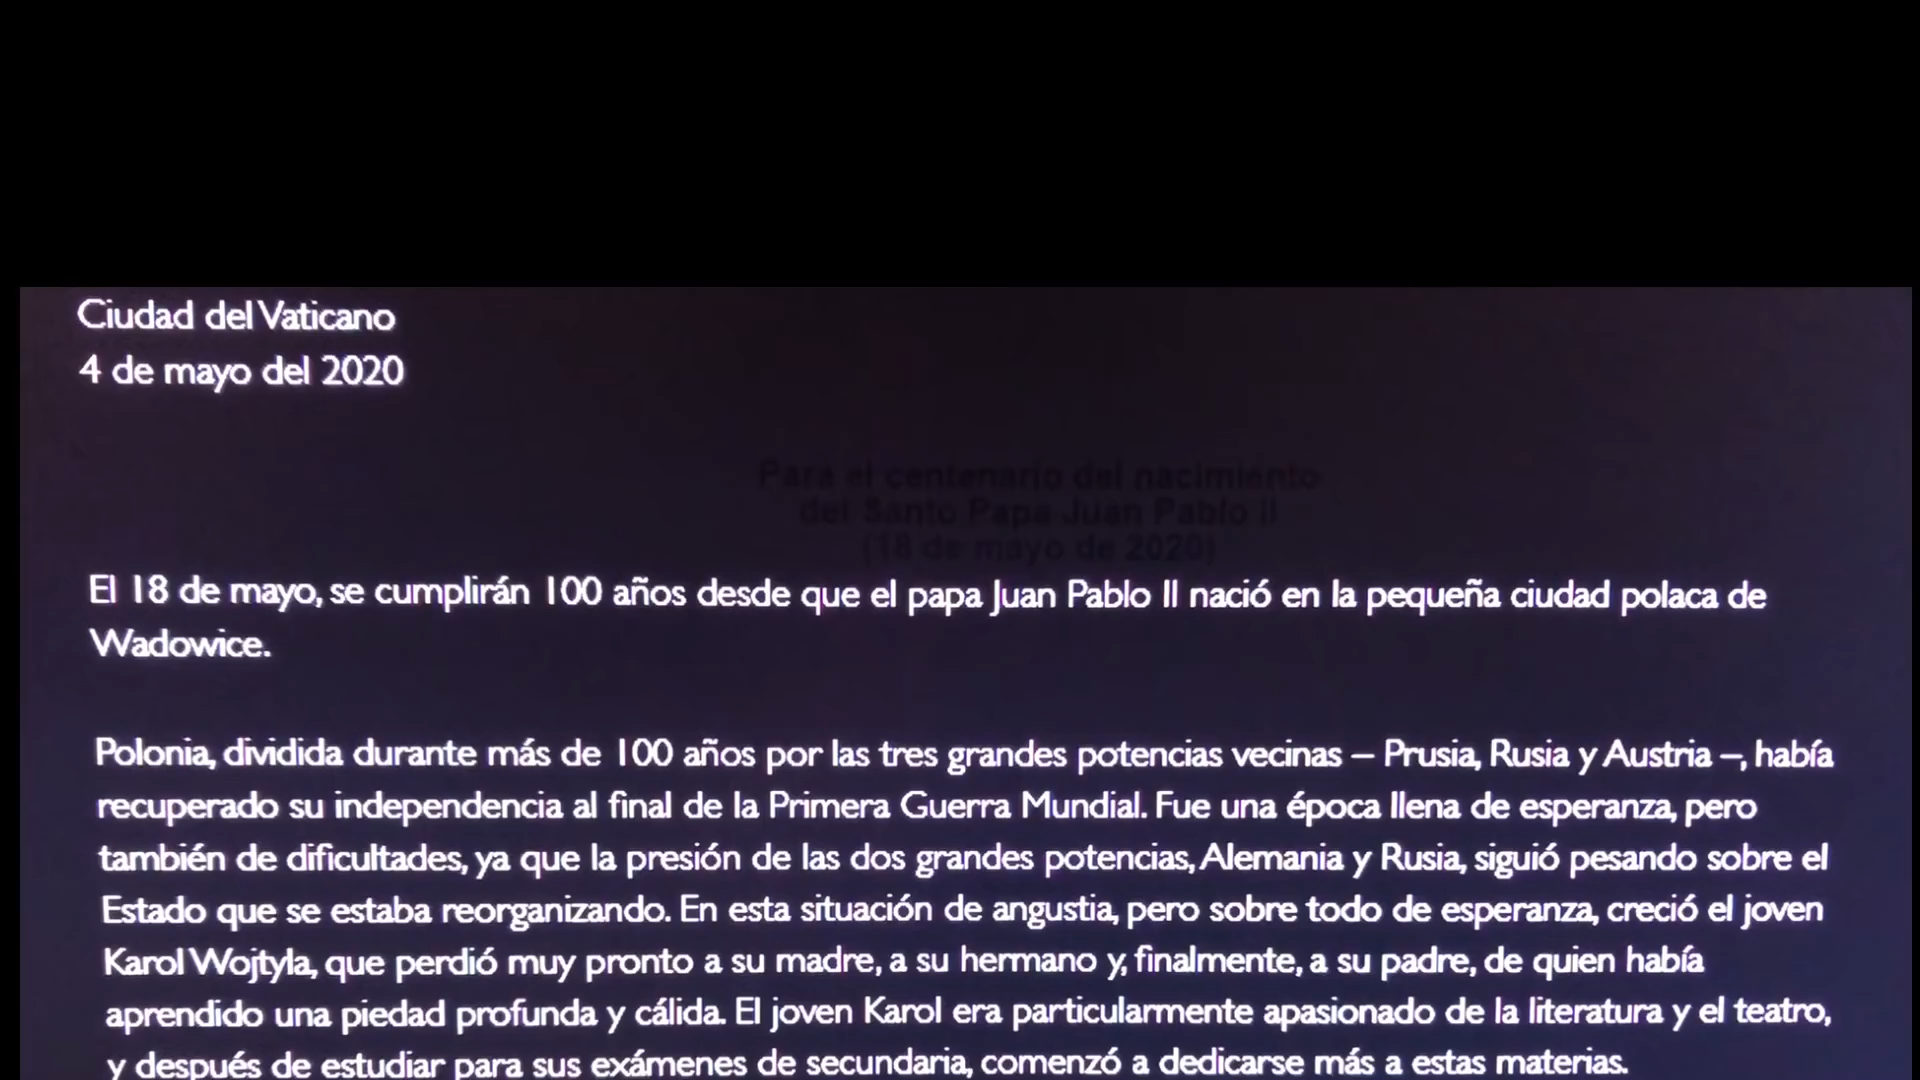 Ciudad del Vaticano
4 de mayo del 2020
Para el centenario del nacimiento
del Santo Papa Juan Pablo II
(18 de mayo de 2020)
El 18 de mayo, se cumplirán 100 años desde que el papa Juan Pablo II nació en la pequeña ciudad polaca de
Wadowice.
Polonia, dividida durante más de 100 años por las tres grandes potencias vecinas – Prusia, Rusia y Austria –, había
recuperado su independencia al final de la Primera Guerra Mundial. Fue una época llena de esperanza, pero
también de dificultades, ya que la presión de las dos grandes potencias, Alemania y Rusia, siguió pesando sobre el
Estado que se estaba reorganizando. En esta situación de angustia, pero sobre todo de esperanza, creció el joven
Karol Wojtyla, que perdió muy pronto a su madre, a su hermano y, finalmente, a su padre, de quien había
aprendido una piedad profunda y cálida. El joven Karol era particularmente apasionado de la literatura y el teatro,
y después de estudiar para sus exámenes de secundaria, comenzó a dedicarse más a estas materias.